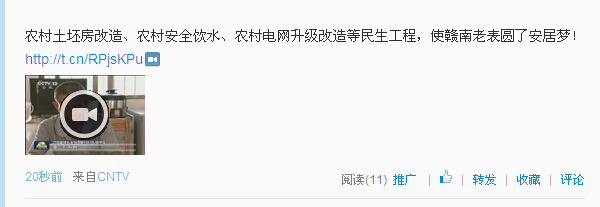 农村土坯房改造、农村安全饮水、农村电网升级改造等民生工程，使赣南老表圆了安居梦！
http://t.cn/RPjsKPu
20秒前 来自CNTV 阅读(11) 推广 | | 转发 | 收藏 | 评论